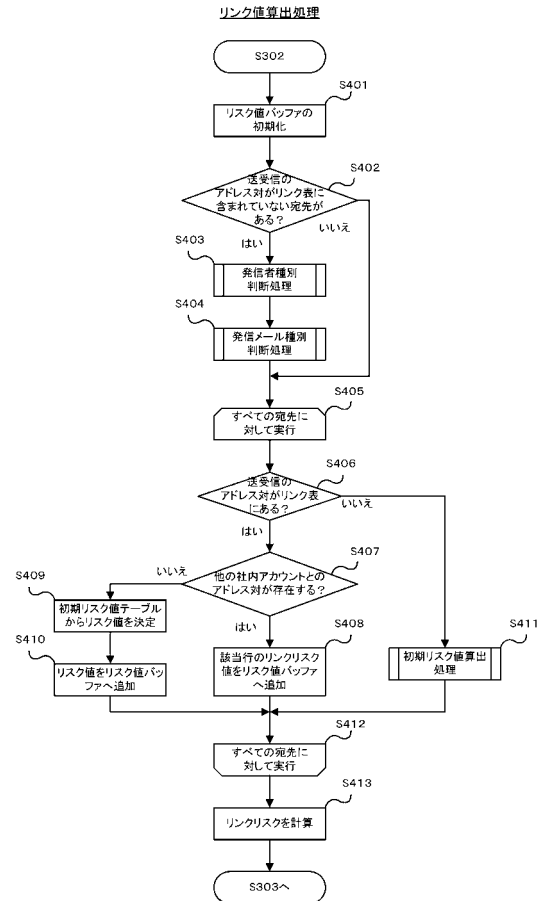 リンク値算出処理
S302
S401
リスク値バッファの
初期化
S402
送受信の
アドレス対がリンク表に
含まれていない宛先が
ある？
はい
いいえ
S403
発信者種別
判断処理
S404
発信メール種別
判断処理
S405
すべての宛先に
対して実行
S406
送受信の
アドレス対がリンク表
にある？
はい
いいえ
S407
他の社内アカウントとの
アドレス対が存在する？
いいえ
はい
S409
初期リスク値テーブル
からリスク値を決定
S410
リスク値をリスク値バッ
ファへ追加
S408
該当行のリンクリスク
値をリスク値バッファ
へ追加
S411
初期リスク値算出
処理
S412
すべての宛先に
対して実行
S413
リンクリスクを計算
S303へ